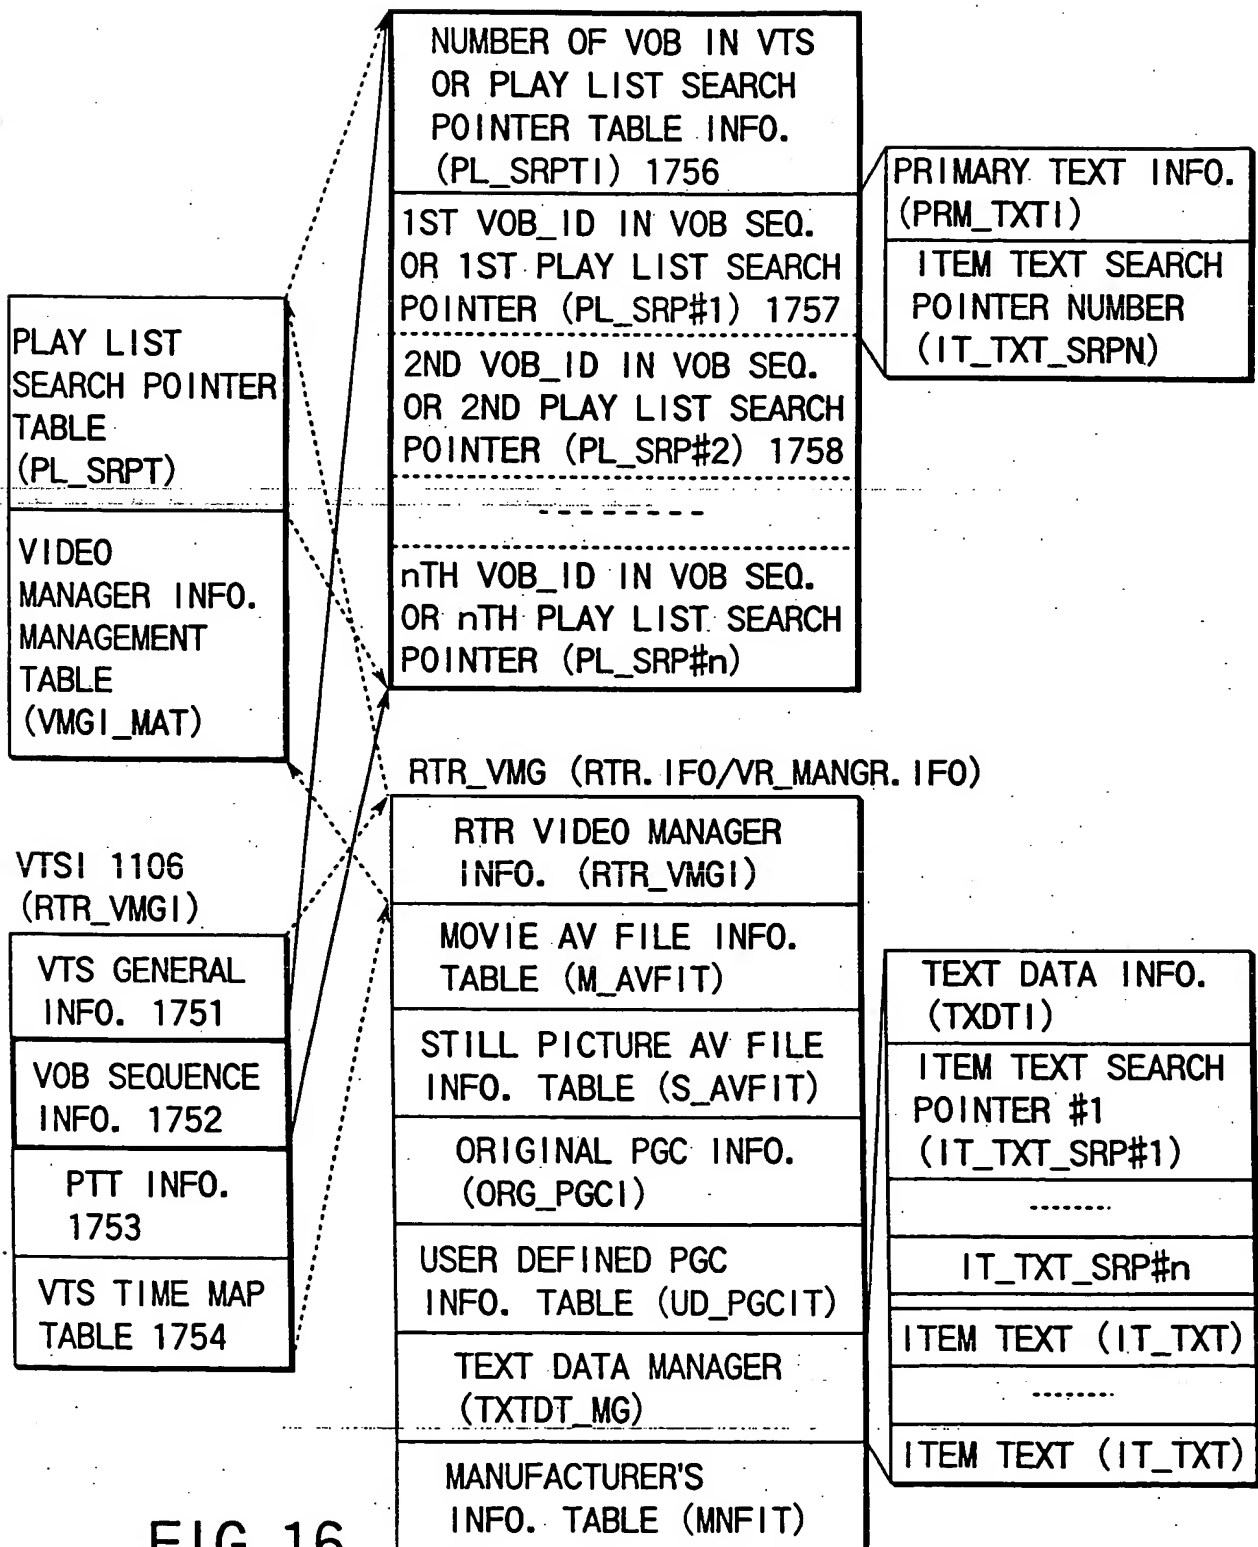 NUMBER OF VOB IN VTS
OR PLAY LIST SEARCH
POINTER TABLE INFO.
(PL_SRPTI) 1756
1ST VOB_ID IN VOB SEQ.
OR 1ST PLAY LIST SEARCH
POINTER (PL_SRP#1) 1757
2ND VOB_ID IN VOB SEQ.
OR 2ND PLAY LIST SEARCH
POINTER (PL_SRP#2) 1758
nTH VOB_ID IN VOB SEQ.
OR nTH PLAY LIST SEARCH
POINTER (PL_SRP#n)
PRIMARY TEXT INFO.
(PRM_TXTI)
ITEM TEXT SEARCH
POINTER NUMBER
(IT_TXT_SRPN)
PLAY LIST
SEARCH POINTER
TABLE
(PL_SRPT)
VIDEO
MANAGER INFO.
MANAGEMENT
TABLE
(VMGI_MAT)
VTSI 1106
(RTR_VMGI)
VTS GENERAL
INFO. 1751
VOB SEQUENCE
INFO. 1752
PTT INFO.
1753
VTS TIME MAP
TABLE 1754
RTR_VMG (RTR.IFO/VR_MANGR.IFO)
RTR VIDEO MANAGER
INFO. (RTR_VMGI)
MOVIE AV FILE INFO.
TABLE (M_AVFIT)
STILL PICTURE AV FILE
INFO. TABLE (S_AVFIT)
ORIGINAL PGC INFO.
(ORG_PGCI)
USER DEFINED PGC
INFO. TABLE (UD_PGCIT)
TEXT DATA MANAGER
(TXTDT_MG)
MANUFACTURER'S
INFO. TABLE (MNFIT)
TEXT DATA INFO.
(TXDTI)
ITEM TEXT SEARCH
POINTER #1
(IT_TXT_SRP#1)
IT_TXT_SRP#n
ITEM TEXT (IT_TXT)
ITEM TEXT (IT_TXT)
FIG. 16